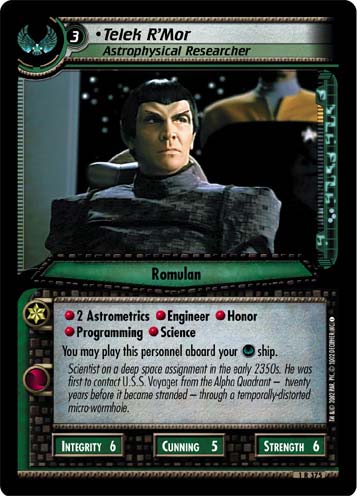 3
• Telek R'Mor
Astrophysical Researcher
Romulan
2 Astrometrics Engineer Honor
Programming Science
You may play this personnel aboard your ship.
Scientist on a deep space assignment in the early 2350s. He was
first to contact U.S.S. Voyager from the Alpha Quadrant – twenty
years before it became stranded – through a temporally-distorted
micro-wormhole.
INTEGRITY 6 CUNNING 5 STRENGTH 6
1 R 375